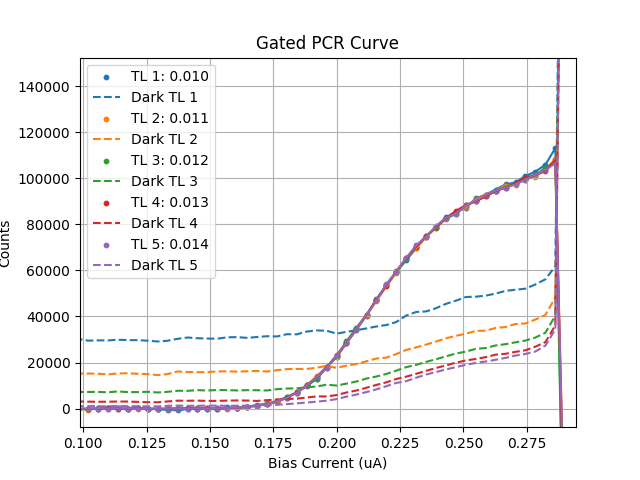 Gated PCR Curve
140000
120000
100000
80000
60000
40000
20000
0
Counts
TL 1: 0.010
Dark TL 1
TL 2: 0.011
Dark TL 2
TL 3: 0.012
Dark TL 3
TL 4: 0.013
Dark TL 4
TL 5: 0.014
Dark TL 5
0.100 0.125 0.150 0.175 0.200 0.225 0.250 0.275
Bias Current (uA)